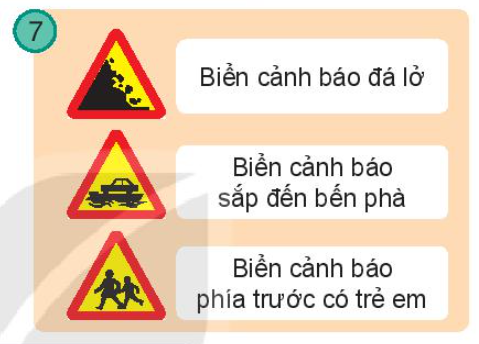 7
Biển cảnh báo đá lở
Biển cảnh báo
sắp đến bến phà
Biển cảnh báo
phía trước có trẻ em